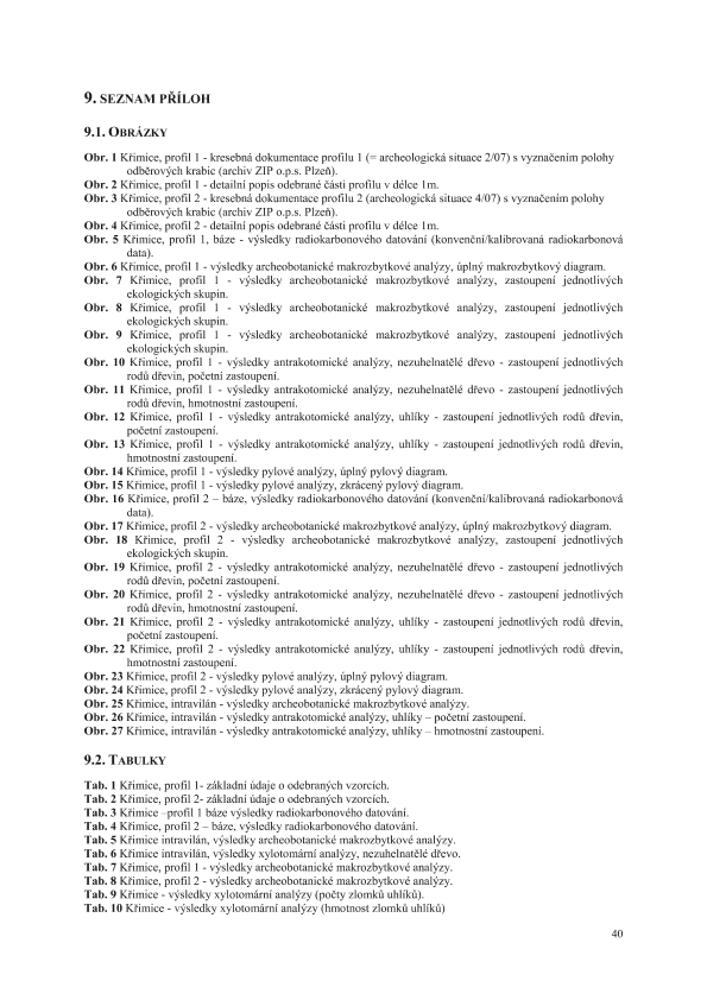 9. SEZNAM PŘÍLOH
9.1. OBRÁZKY
Obr. 1 Křimice, profil 1 - kresebná dokumentace profilu 1 (= archeologická situace 2/07) s vyznačením polohy
odběrových krabic (archiv ZIP o.p.s. Plzeň).
Obr. 2 Křimice, profil 1 - detailní popis odebrané části profilu v délce 1m.
Obr. 3 Křimice, profil 2 - kresebná dokumentace profilu 2 (archeologická situace 4/07) s vyznačením polohy
odběrových krabic (archiv ZIP o.p.s. Plzeň).
Obr. 4 Křimice, profil 2 - detailní popis odebrané části profilu v délce 1m.
Obr. 5 Křimice, profil 1, báze - výsledky radiokarbonového datování (konvenční/kalibrovaná radiokarbonová
data).
Obr. 6 Křimice, profil 1 - výsledky archeobotanické makrozbytkové analýzy, úplný makrozbytkový diagram.
Obr. 7 Křimice, profil 1 - výsledky archeobotanické makrozbytkové analýzy, zastoupení jednotlivých
ekologických skupin.
Obr. 8 Křimice, profil 1 - výsledky archeobotanické makrozbytkové analýzy, zastoupení jednotlivých
ekologických skupin.
Obr. 9 Křimice, profil 1 - výsledky archeobotanické makrozbytkové analýzy, zastoupení jednotlivých
ekologických skupin.
Obr. 10 Křimice, profil 1 - výsledky antrakotomické analýzy, nezuhelnatělé dřevo - zastoupení jednotlivých
rodů dřevin, početní zastoupení.
Obr. 11 Křimice, profil 1 - výsledky antrakotomické analýzy, nezuhelnatělé dřevo - zastoupení jednotlivých
rodů dřevin, hmotnostní zastoupení.
Obr. 12 Křimice, profil 1 - výsledky antrakotomické analýzy, uhlíky - zastoupení jednotlivých rodů dřevin,
početní zastoupení.
Obr. 13 Křimice, profil 1 - výsledky antrakotomické analýzy, uhlíky - zastoupení jednotlivých rodů dřevin,
hmotnostní zastoupení.
Obr. 14 Křimice, profil 1 - výsledky pylové analýzy, úplný pylový diagram.
Obr. 15 Křimice, profil 1 - výsledky pylové analýzy, zkrácený pylový diagram.
Obr. 16 Křimice, profil 2 – báze, výsledky radiokarbonového datování (konvenční/kalibrovaná radiokarbonová
data).
Obr. 17 Křimice, profil 2 - výsledky archeobotanické makrozbytkové analýzy, úplný makrozbytkový diagram.
Obr. 18 Křimice, profil 2 - výsledky archeobotanické makrozbytkové analýzy, zastoupení jednotlivých
ekologických skupin.
Obr. 19 Křimice, profil 2 - výsledky antrakotomické analýzy, nezuhelnatělé dřevo - zastoupení jednotlivých
rodů dřevin, početní zastoupení.
Obr. 20 Křimice, profil 2 - výsledky antrakotomické analýzy, nezuhelnatělé dřevo - zastoupení jednotlivých
rodů dřevin, hmotnostní zastoupení.
Obr. 21 Křimice, profil 2 - výsledky antrakotomické analýzy, uhlíky - zastoupení jednotlivých rodů dřevin,
početní zastoupení.
Obr. 22 Křimice, profil 2 - výsledky antrakotomické analýzy, uhlíky - zastoupení jednotlivých rodů dřevin,
hmotnostní zastoupení.
Obr. 23 Křimice, profil 2 - výsledky pylové analýzy, úplný pylový diagram.
Obr. 24 Křimice, profil 2 - výsledky pylové analýzy, zkrácený pylový diagram.
Obr. 25 Křimice, intravilán - výsledky archeobotanické makrozbytkové analýzy.
Obr. 26 Křimice, intravilán - výsledky antrakotomické analýzy, uhlíky – početní zastoupení.
Obr. 27 Křimice, intravilán - výsledky antrakotomické analýzy, uhlíky – hmotnostní zastoupení.
9.2. TABULKY
Tab. 1 Křimice, profil 1- základní údaje o odebraných vzorcích.
Tab. 2 Křimice, profil 2- základní údaje o odebraných vzorcích.
Tab. 3 Křimice –profil 1 báze výsledky radiokarbonového datování.
Tab. 4 Křimice, profil 2 – báze, výsledky radiokarbonového datování.
Tab. 5 Křimice intravilán, výsledky archeobotanické makrozbytkové analýzy.
Tab. 6 Křimice intravilán, výsledky xylotomární analýzy, nezuhelnatělé dřevo.
Tab. 7 Křimice, profil 1 - výsledky archeobotanické makrozbytkové analýzy.
Tab. 8 Křimice, profil 2 - výsledky archeobotanické makrozbytkové analýzy.
Tab. 9 Křimice - výsledky xylotomární analýzy (počty zlomků uhlíků).
Tab. 10 Křimice - výsledky xylotomární analýzy (hmotnost zlomků uhlíků)
40